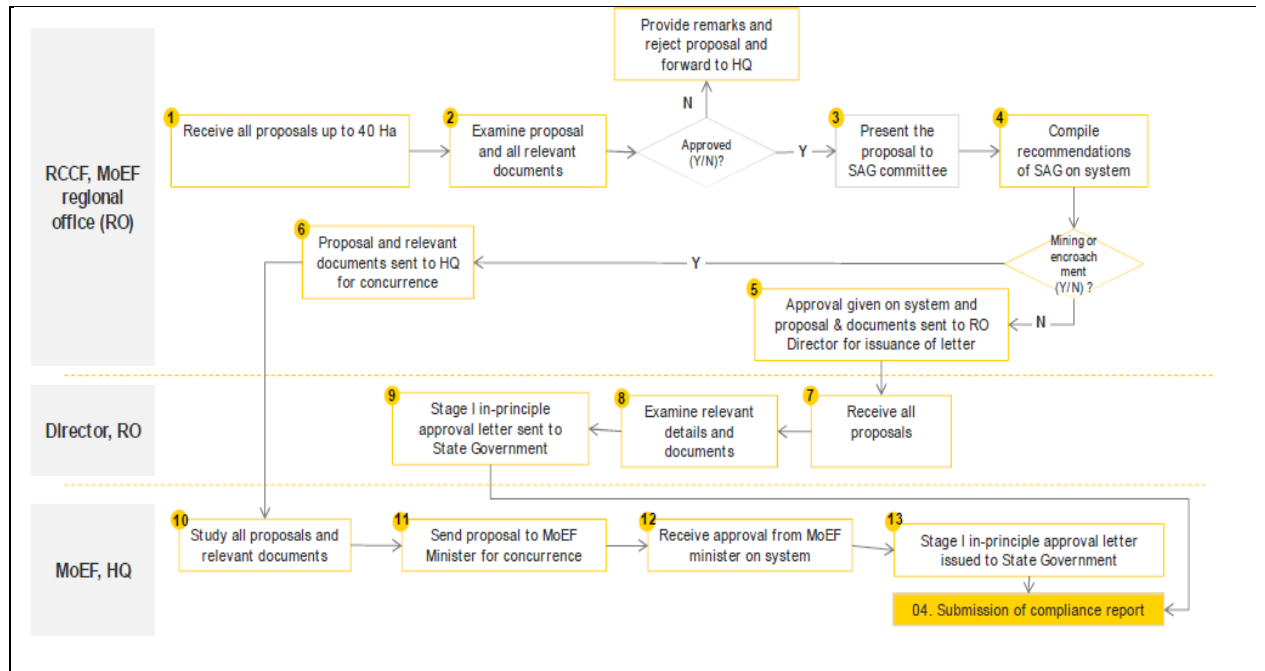 RCCF, MoEF
regional
office (RO)
Provide remarks and
reject proposal and
forward to HQ
N
1
Receive all proposals up to 40 Ha
2
Examine proposal
and all relevant
documents
Approved
(Y/N)?
Y
3
Present the
proposal to
SAG committee
4
Compile
recommendations
of SAG on system
Mining or
encroach
ment
(Y/N) ?
Y
6
Proposal and relevant
documents sent to HQ
for concurrence
N
5
Approval given on system and
proposal & documents sent to RO
Director for issuance of letter
Director, RO
7
Receive all
proposals
8
Examine relevant
details and
documents
9
Stage I in-principle
approval letter sent to
State Government
MoEF, HQ
10
Study all proposals and
relevant documents
11
Send proposal to MoEF
Minister for concurrence
12
Receive approval from MoEF
minister on system
13
Stage I in-principle approval letter
issued to State Government
04. Submission of compliance report